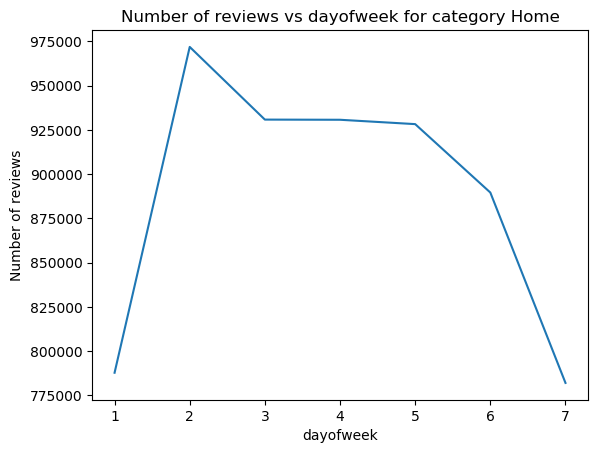 Number of reviews vs dayofweek for category Home
975000
950000
925000
900000
875000
850000
825000
800000
775000
Number of reviews
1 2 3 4 5 6 7
dayofweek